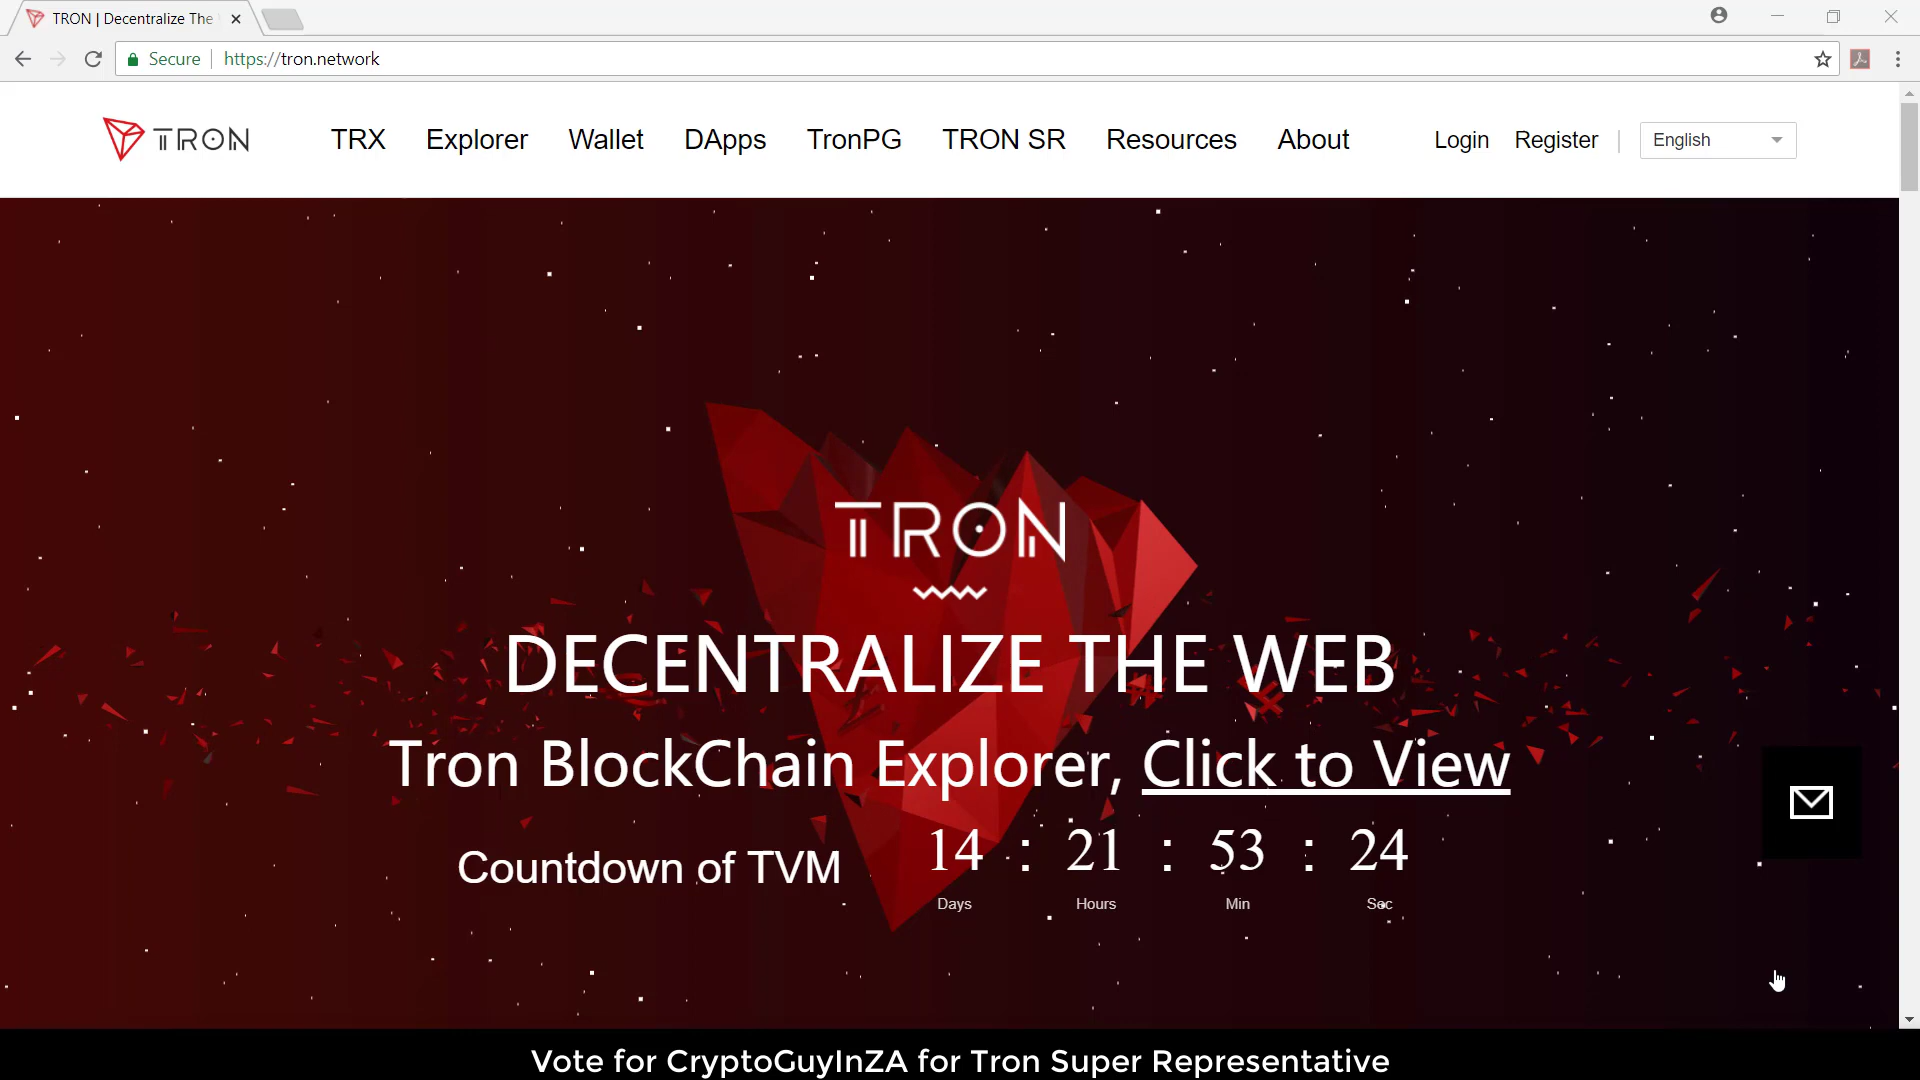 TRON | Decentralize The
Secure https://tron.network
TRON TRX Explorer Wallet DApps TronPG TRON SR Resources About Login Register English
TRON
DECENTRALIZE THE WEB
Tron BlockChain Explorer, Click to View
Countdown of TVM 14 : 21 : 53 : 24
Days Hours Min Sec
Vote for CryptoGuyInZA for Tron Super Representative